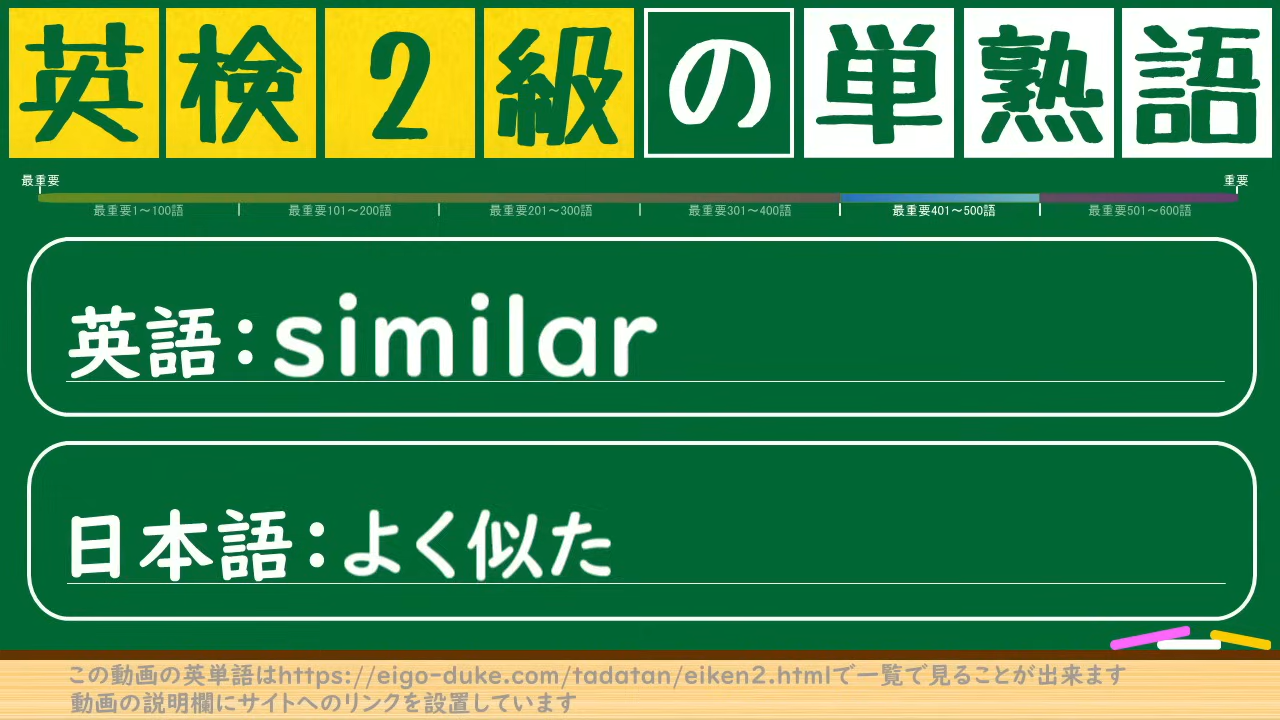 英検2級の単熟語
最重要 重要
最重要1～100語 最重要101～200語 最重要201～300語 最重要301～400語 最重要401～500語 最重要501～600語
英語：similar
日本語：よく似た
この動画の英単語はhttps://eigo-duke.com/tadatan/eiken2.htmlで一覧で見ることが出来ます
動画の説明欄にサイトへのリンクを設置しています